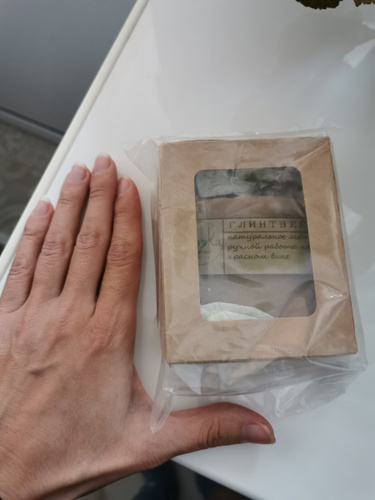 ГЛИНТВЕ
натуральное м
ручной работы н
красном вине